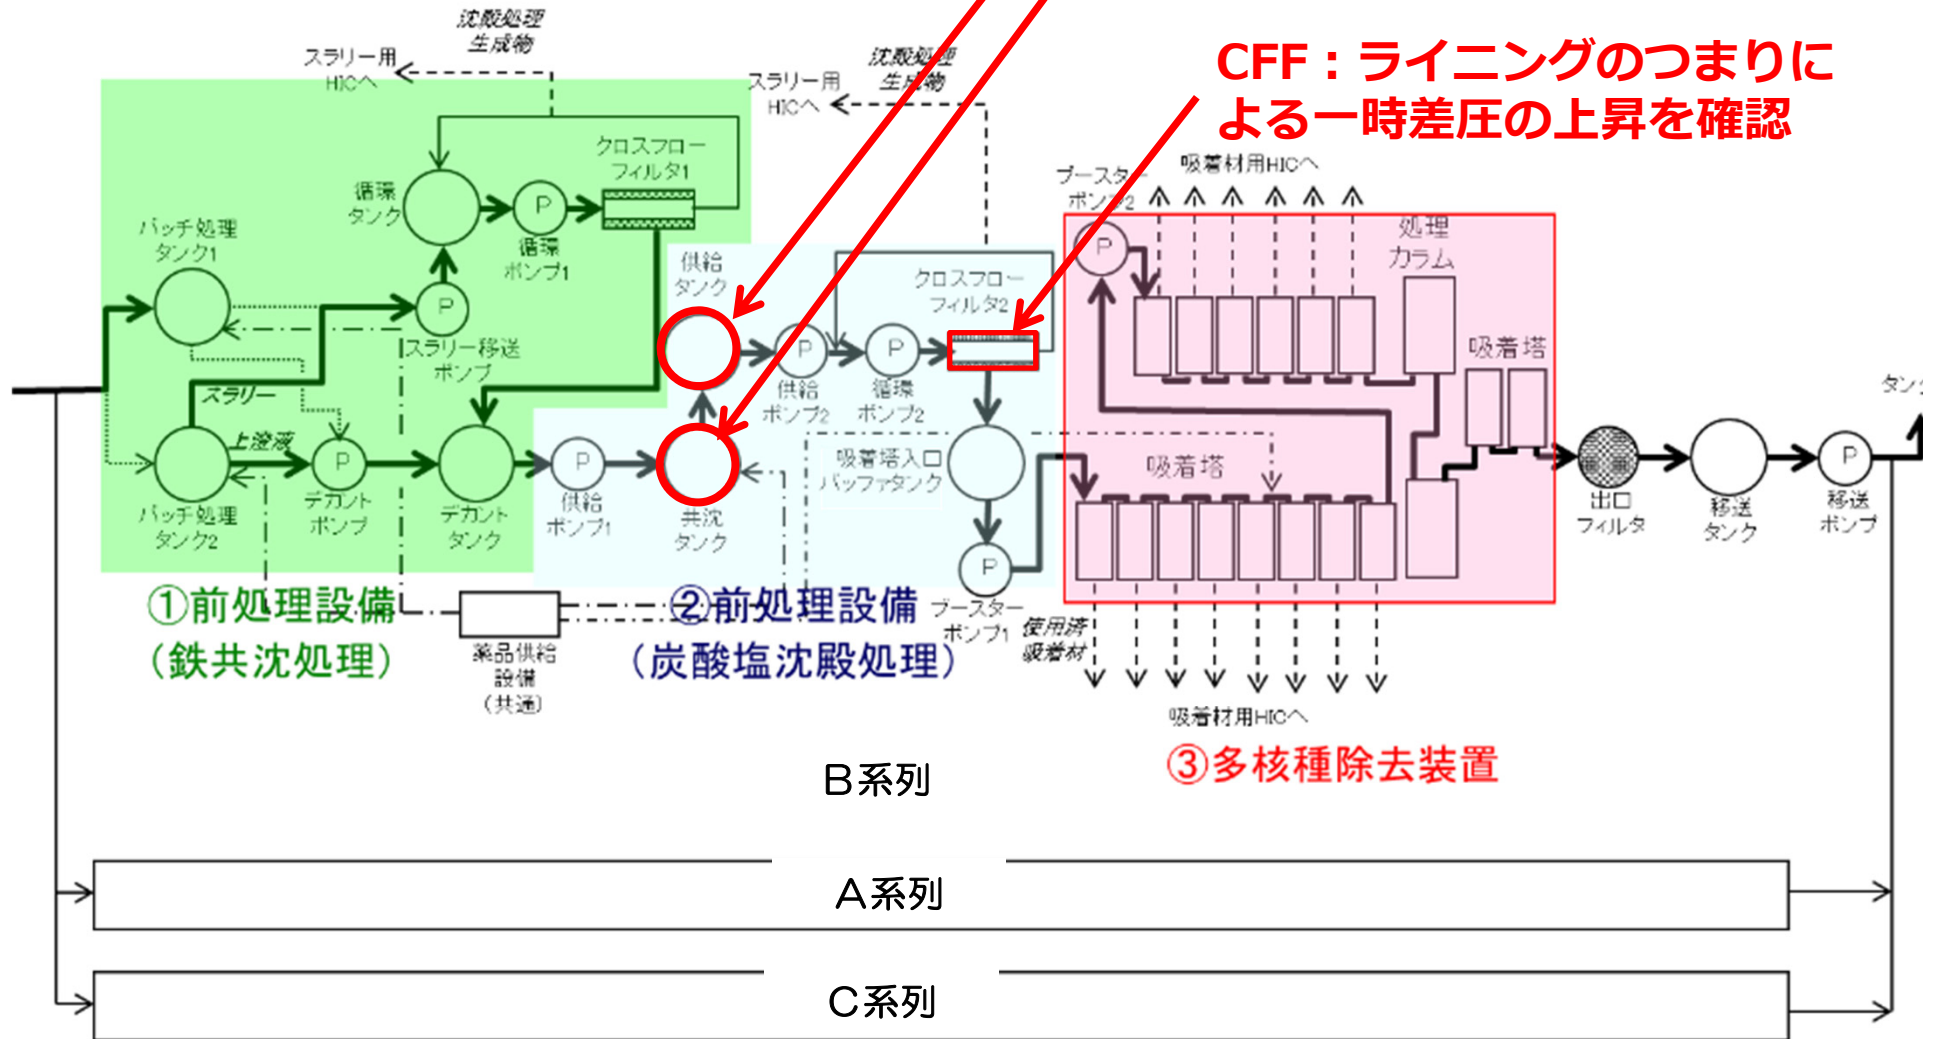 沈殿処理
生成物
スラリー用
HICへ
沈殿処理
生成物
スラリー用
HICへ
CFF：ライニングのつまりに
よる一時差圧の上昇を確認
クロスフロー
フィルタ1
循環
タンク
P
循環
ポンプ1
バッチ処理
タンク1
P
スラリー移送
ポンプ
スラリー
上澄液
バッチ処理
タンク2
P
デカント
ポンプ
デカント
タンク
供給
タンク
P
供給
ポンプ1
共沈
タンク
P
供給
ポンプ2
P
循環
ポンプ2
クロスフロー
フィルタ2
吸着塔入口
バッファタンク
P
ブースター
ポンプ1
ブースター
ポンプ2
P
吸着材用HICへ
処理
カラム
吸着塔
吸着塔
使用済
吸着材
吸着材用HICへ
出口
フィルタ
移送
タンク
P
移送
ポンプ
①前処理設備
（鉄共沈処理）
薬品供給
設備
（共通）
②前処理設備
（炭酸塩沈殿処理）
③多核種除去装置
B系列
A系列
C系列